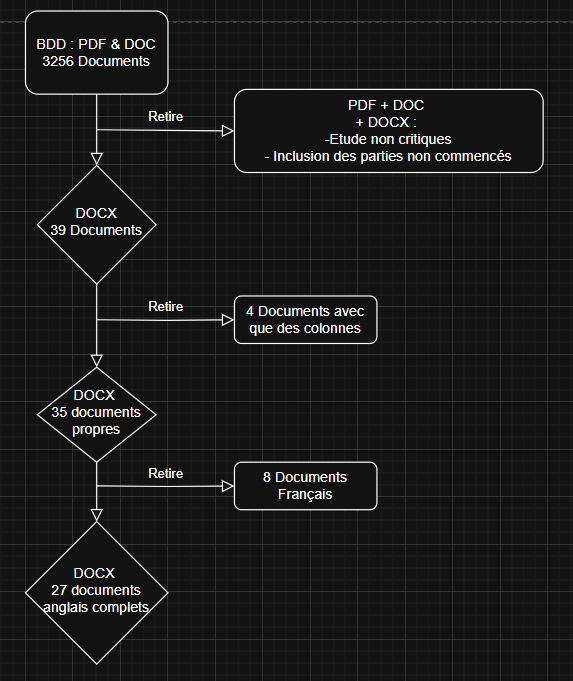 BDD : PDF & DOC
3256 Documents
Retire
PDF + DOC
+ DOCX :
-Etude non critiques
- Inclusion des parties non commencés
DOCX
39 Documents
Retire
4 Documents avec
que des colonnes
DOCX
35 documents
propres
Retire
8 Documents
Français
DOCX
27 documents
anglais complets